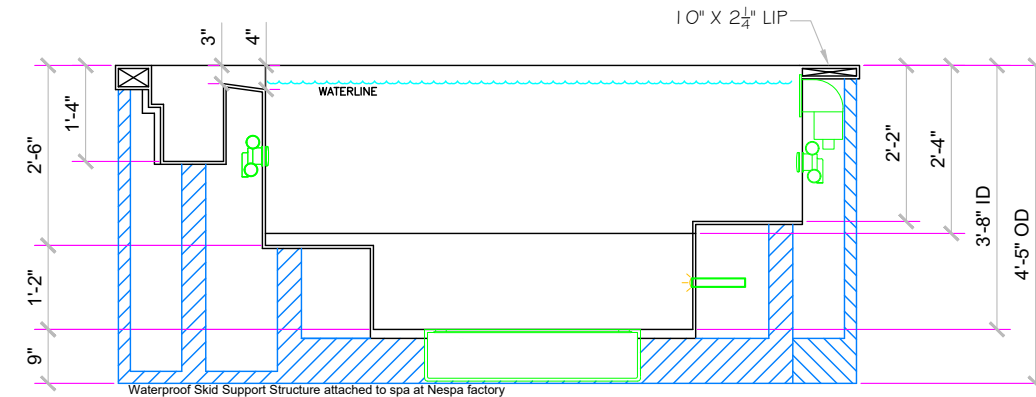 10" X 2¼" LIP
3"
4"
WATERLINE
1'-4"
2'-6"
2'-2"
2'-4"
3'-8" ID
4'-5" OD
1'-2"
9"
Waterproof Skid Support Structure attached to spa at Nespa factory